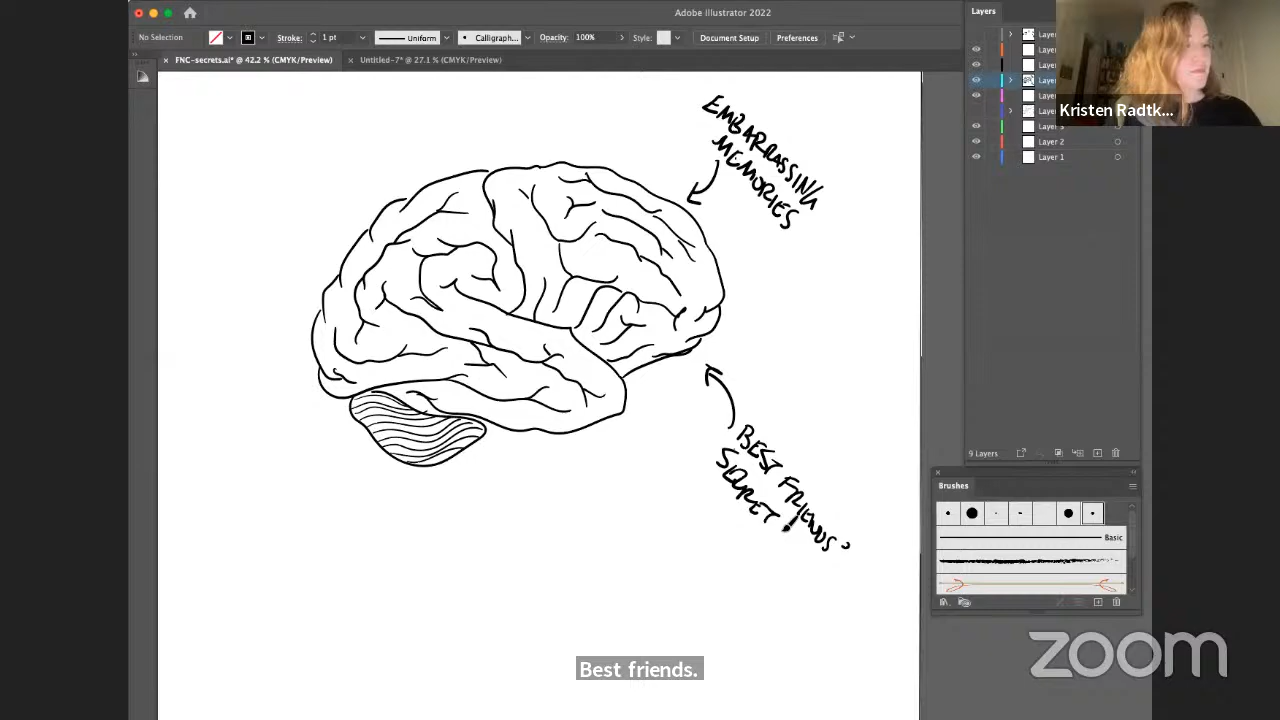 Adobe Illustrator 2022
No Selection
Stroke:
1 pt
Uniform
Calligraph...
Opacity:
100%
Style:
Document Setup
Preferences
FNC-secrets.ai* @ 42.2 % (CMYK/Preview)
Untitled-7* @ 27.1 % (CMYK/Preview)
Layers
Kristen Radtk...
Layer 2
Layer 1
EMBARRASSING
MEMORIES
BEST FRIENDS'
SECRET
9 Layers
Brushes
Basic
Best friends.
zoom